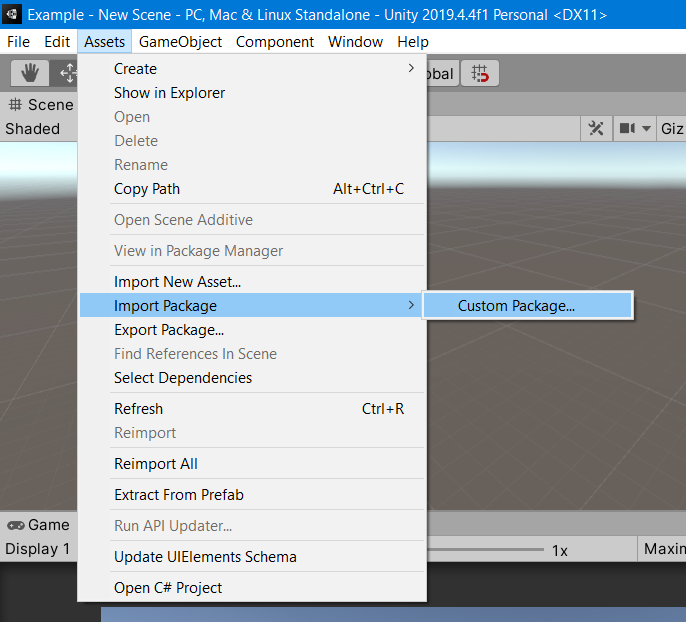 Example - New Scene - PC, Mac & Linux Standalone - Unity 2019.4.4f1 Personal <DX11>
File Edit Assets GameObject Component Window Help
Create
Show in Explorer
Open
Delete
Rename
Copy Path Alt+Ctrl+C
Open Scene Additive
View in Package Manager
Import New Asset...
Import Package
Custom Package...
Export Package...
Find References In Scene
Select Dependencies
Refresh Ctrl+R
Reimport
Reimport All
Extract From Prefab
Run API Updater...
Update UIElements Schema
Open C# Project
bal
Scene
Shaded
Giz
Game
Display 1
1x
Maxim